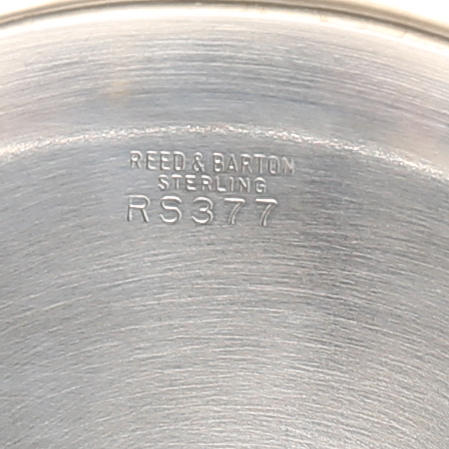 REED & BARTON
STERLING
RS377